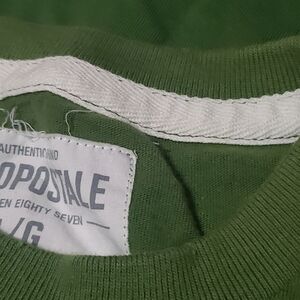 AUTHENTIC AND
OPOSTALE
EN EIGHTY SEVEN —
L/G